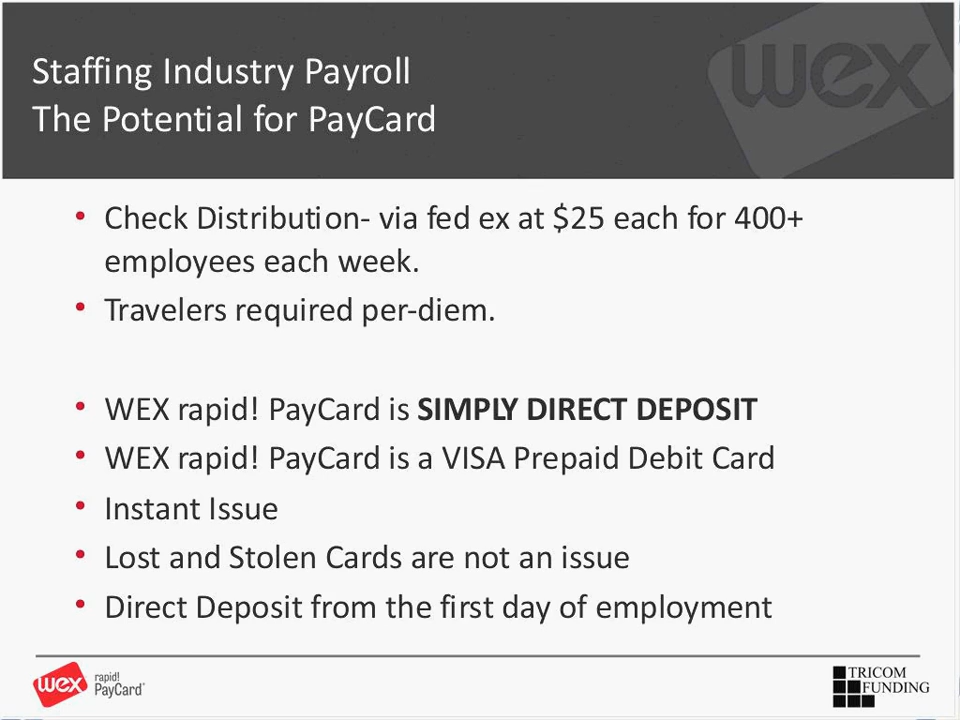 Staffing Industry Payroll
The Potential for PayCard
wex
• Check Distribution- via fed ex at $25 each for 400+
employees each week.
• Travelers required per-diem.
• WEX rapid! PayCard is SIMPLY DIRECT DEPOSIT
• WEX rapid! PayCard is a VISA Prepaid Debit Card
• Instant Issue
• Lost and Stolen Cards are not an issue
• Direct Deposit from the first day of employment
wex
rapid!
PayCard®
TRICOM
FUNDING